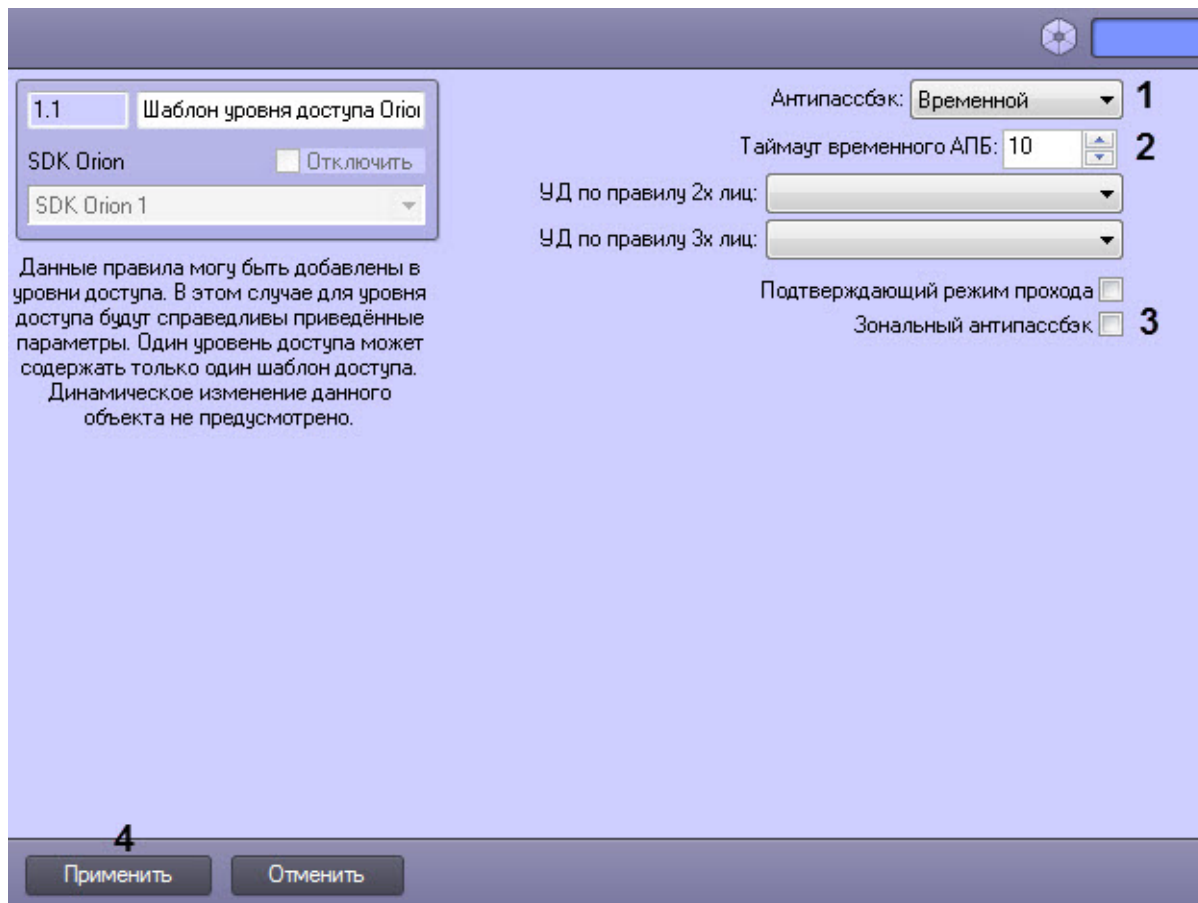 1.1 Шаблон уровня доступа Orion
SDK Orion Отключить
SDK Orion 1
Данные правила могу быть добавлены в
уровни доступа. В этом случае для уровня
доступа будут справедливы приведённые
параметры. Один уровень доступа может
содержать только один шаблон доступа.
Динамическое изменение данного
объекта не предусмотрено.
Антипассбэк: Временной 1
Таймаут временного АПБ: 10 2
УД по правилу 2х лиц:
УД по правилу 3х лиц:
Подтверждающий режим прохода
Зональный антипассбэк 3
4
Применить Отменить